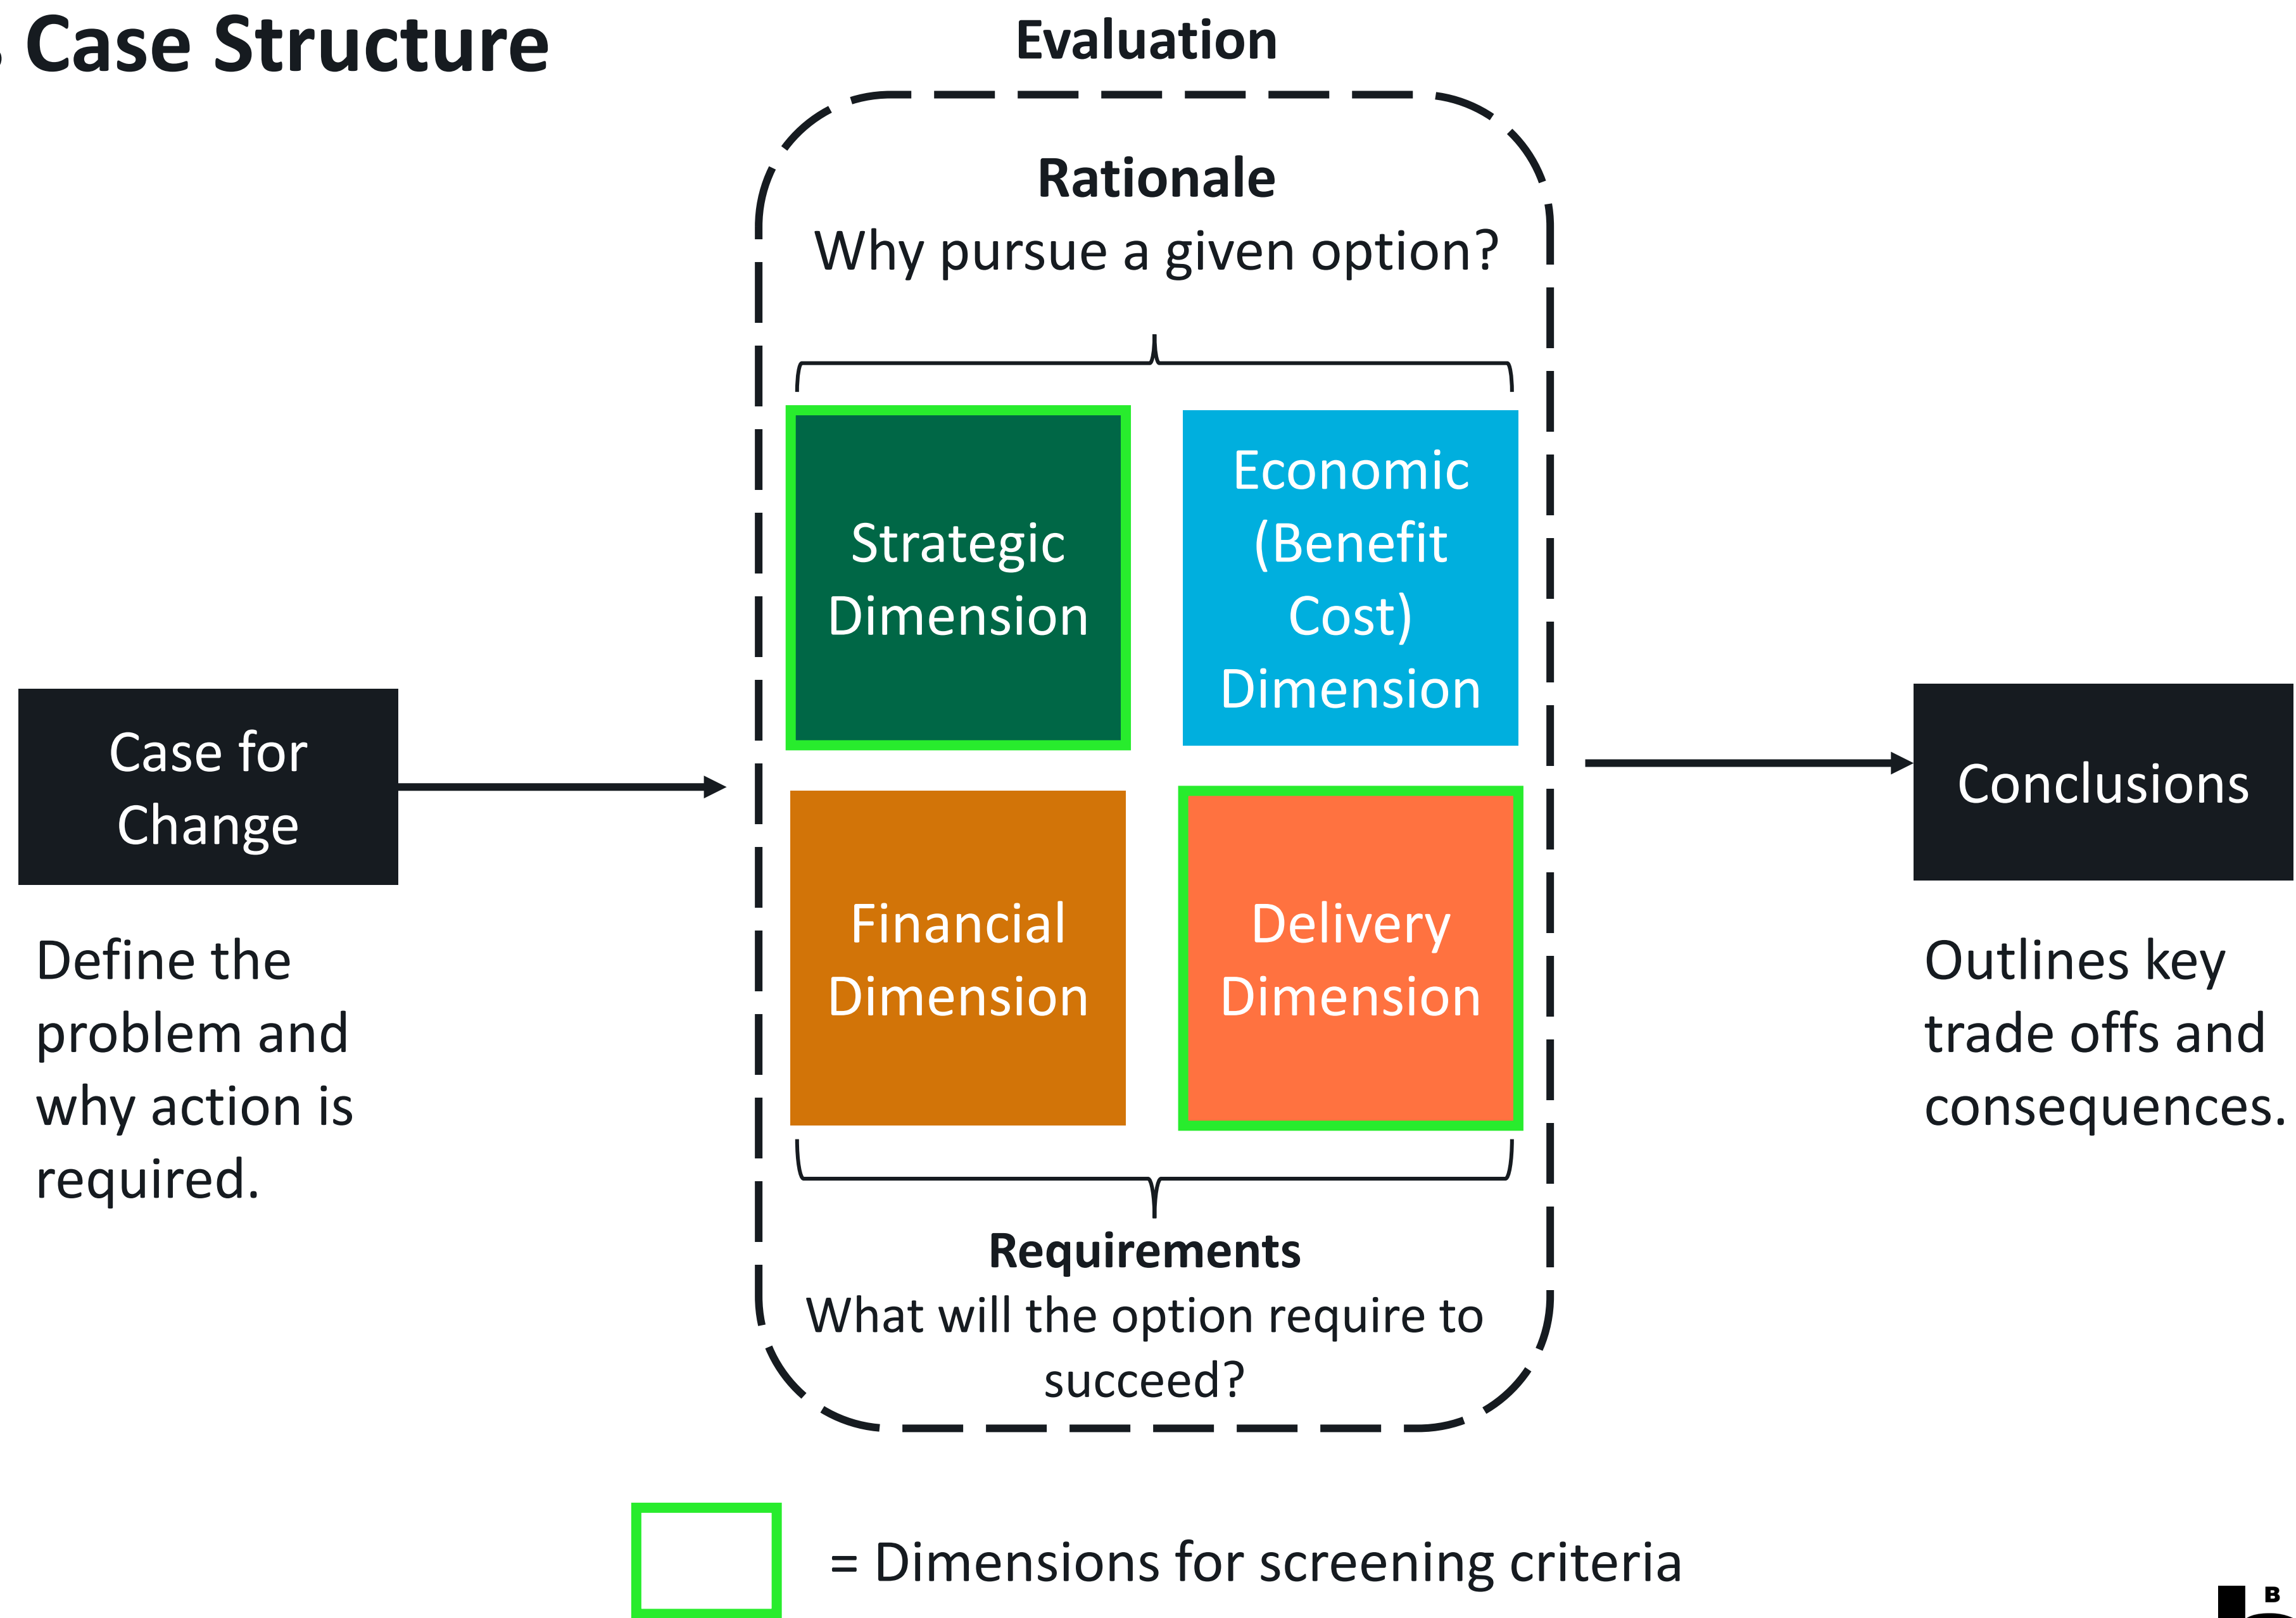 Case Structure
Evaluation
Rationale
Why pursue a given option?
Strategic
Dimension
Economic
(Benefit
Cost)
Dimension
Case for
Change
Define the
problem and
why action is
required.
Financial
Dimension
Delivery
Dimension
Conclusions
Outlines key
trade offs and
consequences.
Requirements
What will the option require to
succeed?
= Dimensions for screening criteria
B